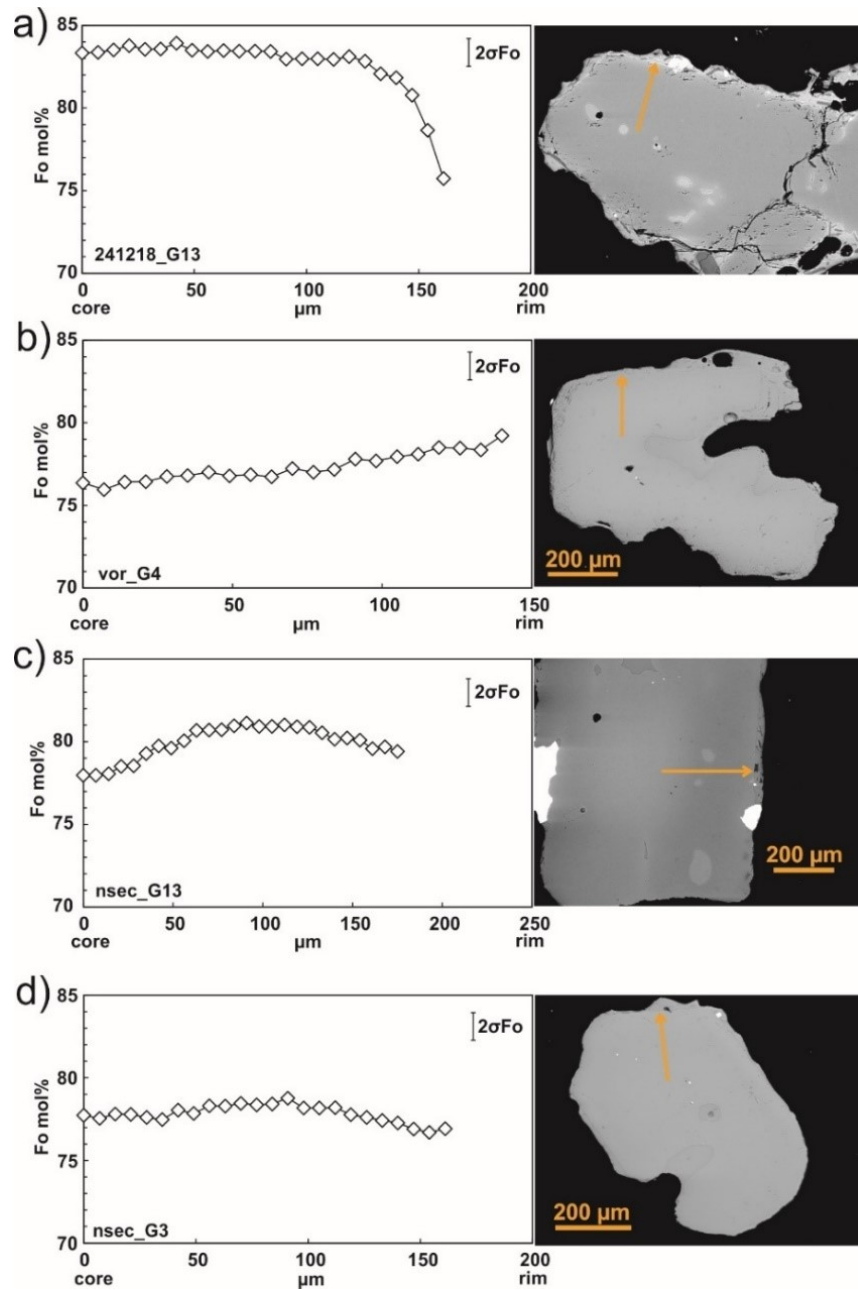 a)
85
80
75
70
Fo mol%
2σFo
241218_G13
0 50 100 150 200
core µm rim
b)
85
80
75
70
Fo mol%
2σFo
vor_G4
0 50 100 150
core µm rim
200 µm
c)
85
80
75
70
Fo mol%
2σFo
nsec_G13
0 50 100 150 200 250
core µm rim
200 µm
d)
85
80
75
70
Fo mol%
2σFo
nsec_G3
0 50 100 150 200
core µm rim
200 µm